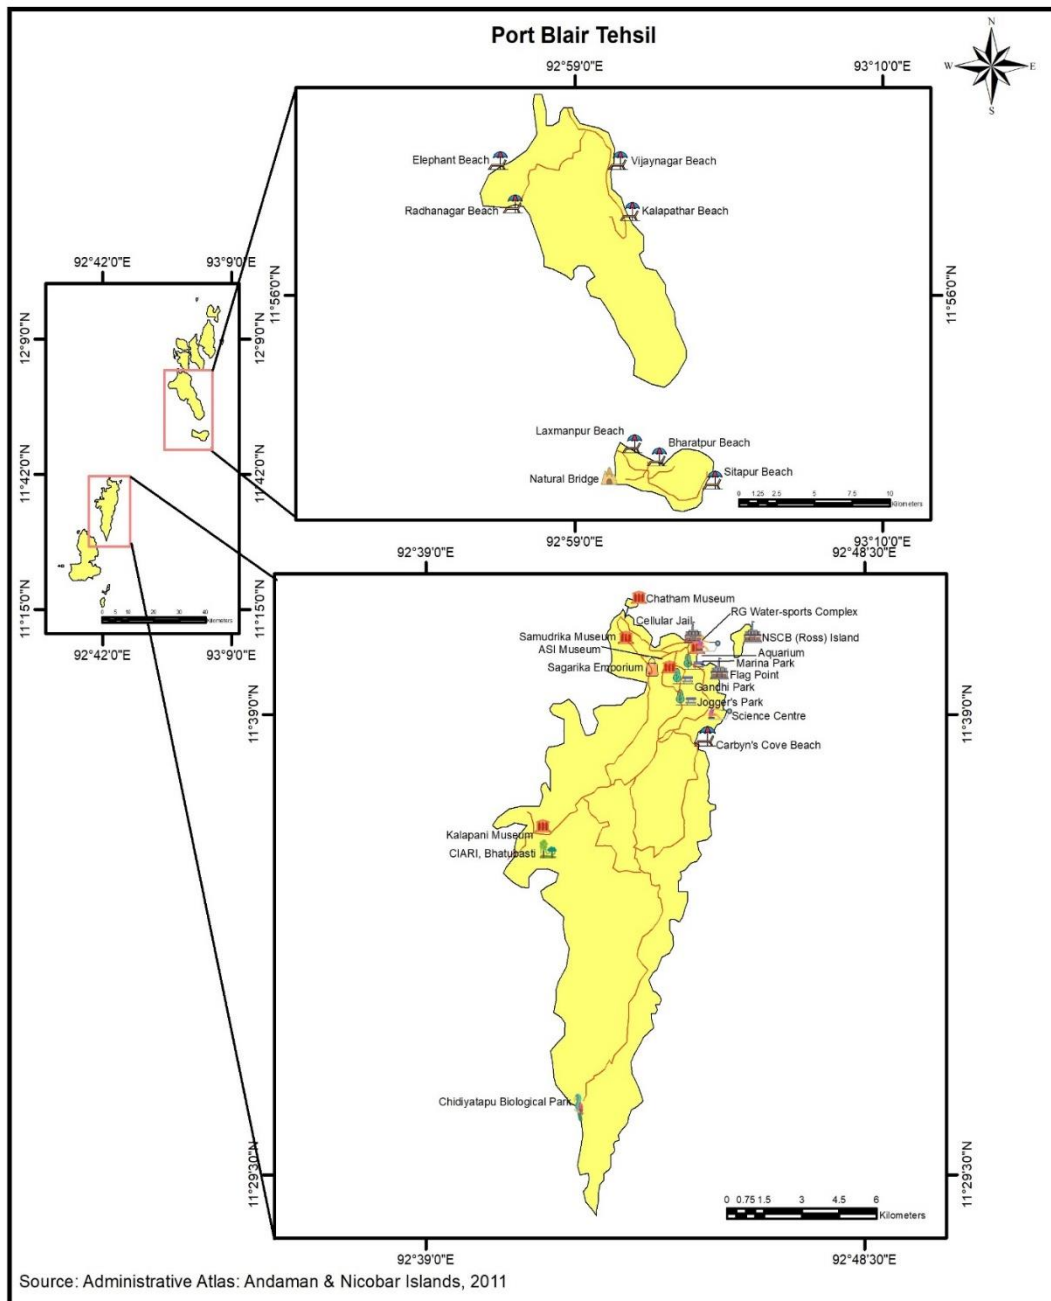 Port Blair Tehsil
N
W
E
S
92°59'0"E
93°10'0"E
Elephant Beach
Vijaynagar Beach
Radhanagar Beach
Kalapathar Beach
11°56'0"N
11°56'0"N
Laxmanpur Beach
Bharatpur Beach
Natural Bridge
Sitapur Beach
0 1.25 2.5 5 7.5 10
Kilometers
92°59'0"E
93°10'0"E
92°42'0"E
93°9'0"E
12°9'0"N
12°9'0"N
11°42'0"N
11°42'0"N
11°15'0"N
11°15'0"N
0 5 10 20 30 40
Kilometers
92°42'0"E
93°9'0"E
92°39'0"E
92°48'30"E
Chatham Museum
RG Water-sports Complex
Cellular Jail
Samudrika Museum
NSCB (Ross) Island
ASI Museum
Aquarium
Marina Park
Sagarika Emporium
Flag Point
Gandhi Park
Jogger's Park
Science Centre
11°39'0"N
11°39'0"N
Carbyn's Cove Beach
Kalapani Museum
CIARI, Bhatubasti
Chidiyatapu Biological Park
11°29'30"N
11°29'30"N
0 0.75 1.5 3 4.5 6
Kilometers
92°39'0"E
92°48'30"E
Source: Administrative Atlas: Andaman & Nicobar Islands, 2011